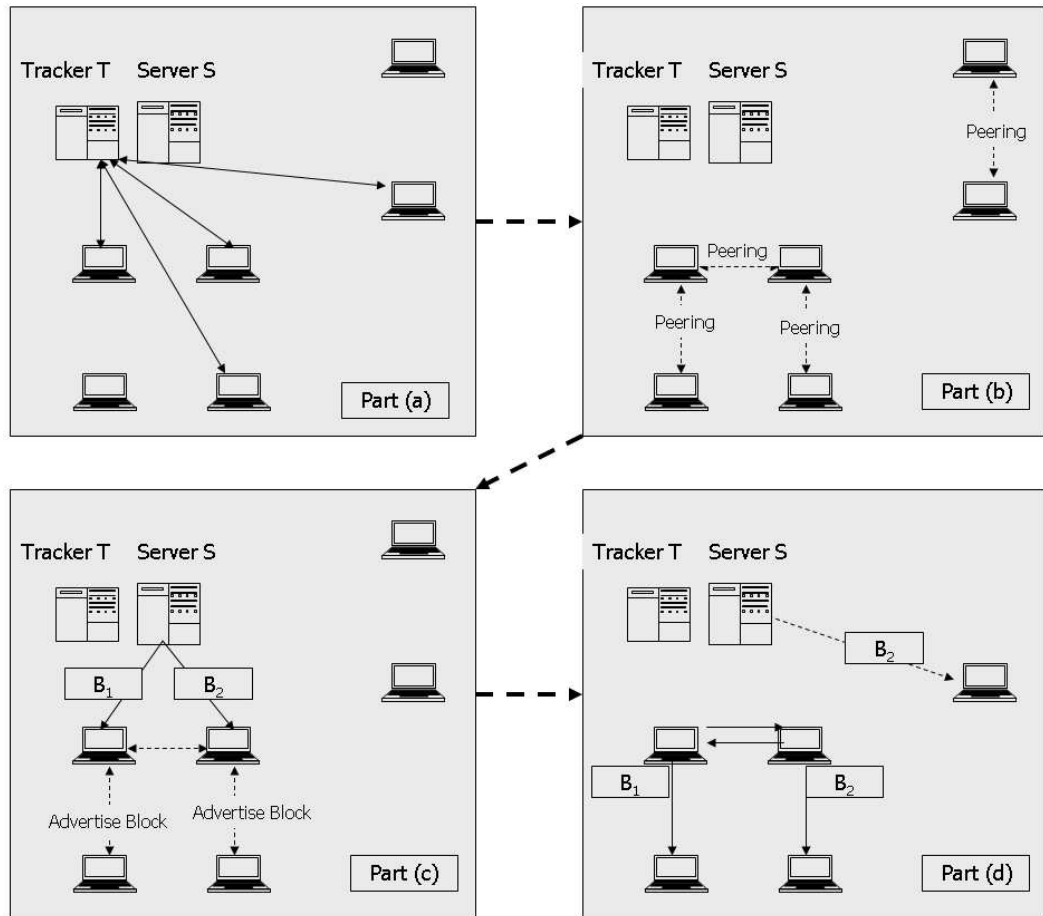 Tracker T Server S
Part (a)
Tracker T Server S
Peering
Peering
Peering
Peering
Part (b)
Tracker T Server S
B₁
B₂
Advertise Block
Advertise Block
Part (c)
Tracker T Server S
B₂
B₁
B₂
Part (d)